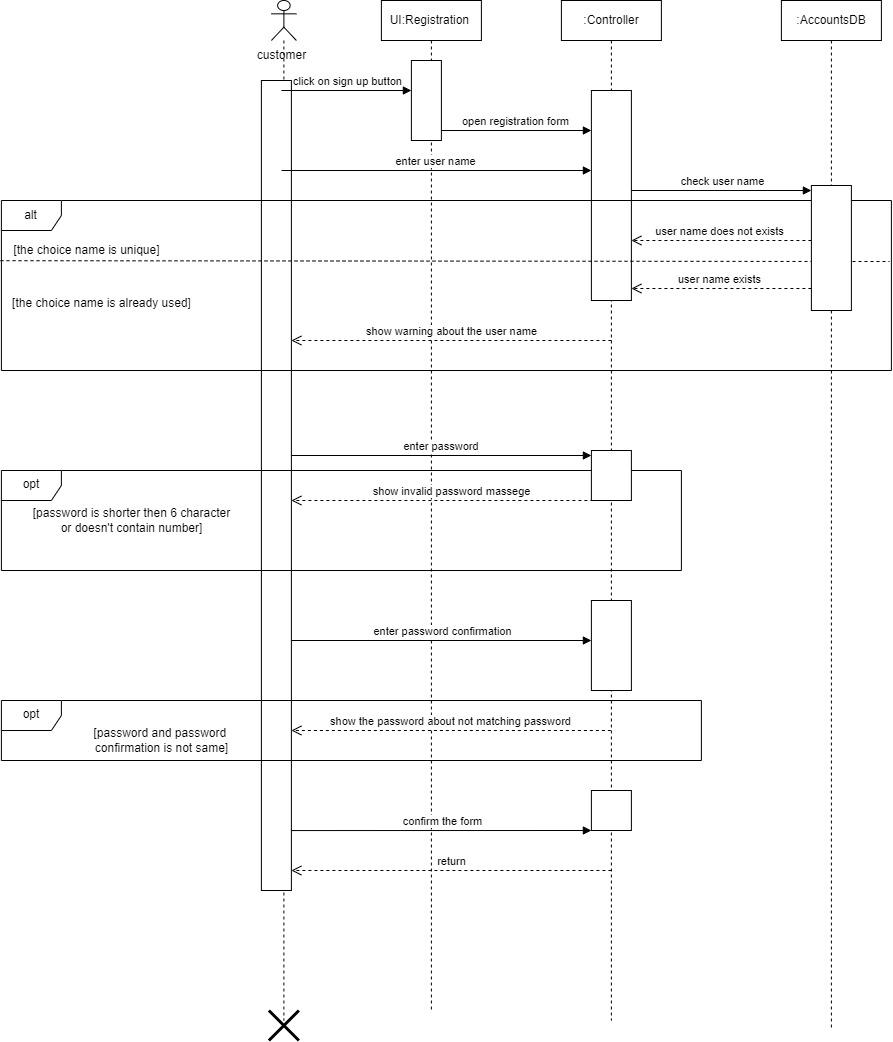 UI:Registration
:Controller
:AccountsDB
customer
click on sign up button
open registration form
enter user name
check user name
alt
user name does not exists
[the choice name is unique]
user name exists
[the choice name is already used]
show warning about the user name
enter password
opt
show invalid password massege
[password is shorter then 6 character
or doesn't contain number]
enter password confirmation
opt
show the password about not matching password
[password and password
confirmation is not same]
confirm the form
return